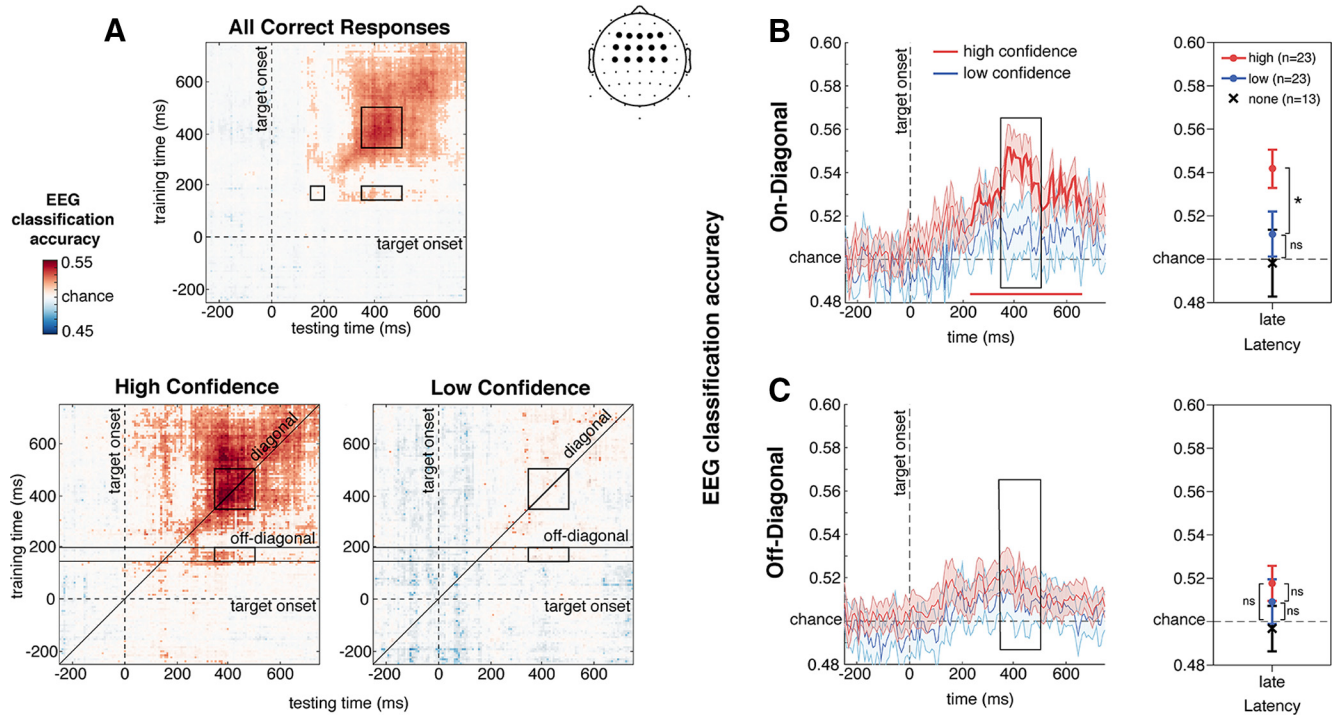 A
All Correct Responses
target onset
600
400
200
0
-200
training time (ms)
target onset
-200 0 200 400 600
testing time (ms)
EEG
classification
accuracy
0.55
chance
0.45
High Confidence
target onset
diagonal
off-diagonal
target onset
600
400
200
0
-200
training time (ms)
-200 0 200 400 600
Low Confidence
target onset
diagonal
off-diagonal
target onset
600
400
200
0
-200
-200 0 200 400 600
testing time (ms)
EEG classification accuracy
B
On-Diagonal
0.60
0.58
0.56
0.54
0.52
chance
0.48
target onset
high confidence
low confidence
-200 0 200 400 600
time (ms)
0.60
0.58
0.56
0.54
0.52
chance
0.48
high (n=23)
low (n=23)
none (n=13)
*
ns
late
Latency
C
Off-Diagonal
0.60
0.58
0.56
0.54
0.52
chance
0.48
target onset
-200 0 200 400 600
time (ms)
0.60
0.58
0.56
0.54
0.52
chance
0.48
ns
ns
ns
late
Latency